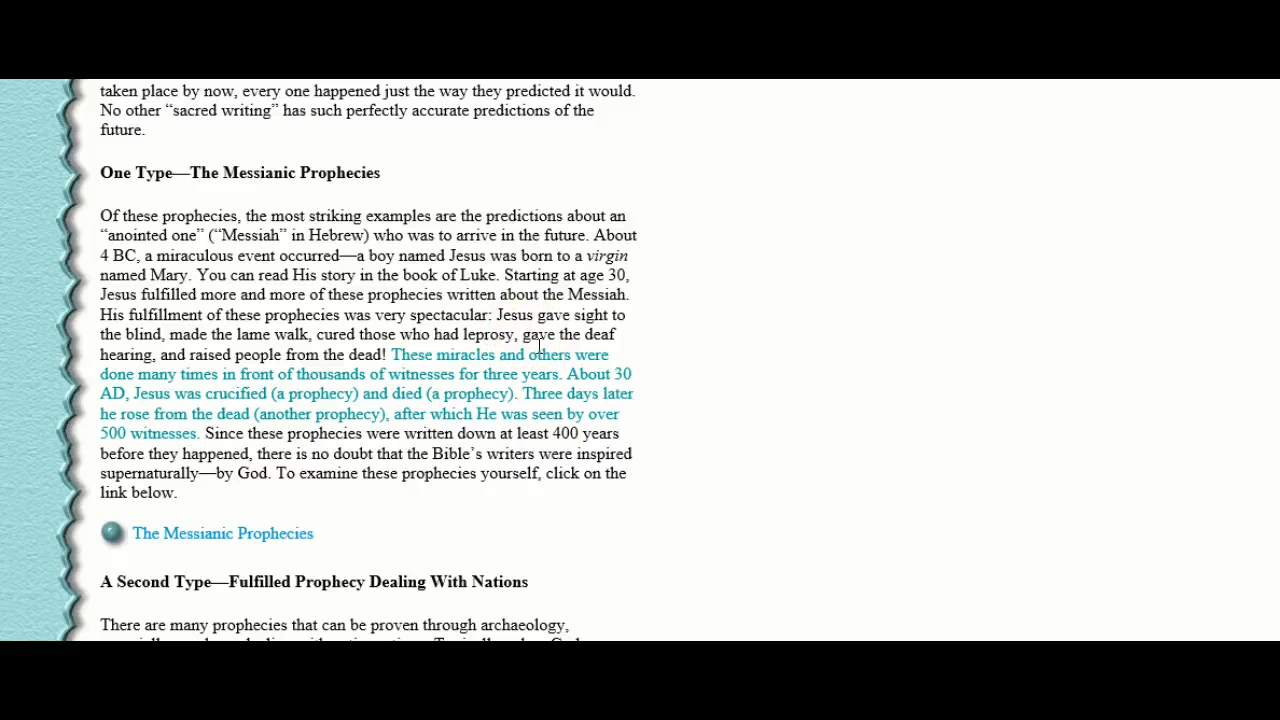 taken place by now, every one happened just the way they predicted it would.
No other “sacred writing” has such perfectly accurate predictions of the
future.
One Type—The Messianic Prophecies
Of these prophecies, the most striking examples are the predictions about an
“anointed one” (“Messiah” in Hebrew) who was to arrive in the future. About
4 BC, a miraculous event occurred—a boy named Jesus was born to a virgin
named Mary. You can read His story in the book of Luke. Starting at age 30,
Jesus fulfilled more and more of these prophecies written about the Messiah.
His fulfillment of these prophecies was very spectacular: Jesus gave sight to
the blind, made the lame walk, cured those who had leprosy, gave the deaf
hearing, and raised people from the dead! These miracles and others were
done many times in front of thousands of witnesses for three years. About 30
AD, Jesus was crucified (a prophecy) and died (a prophecy). Three days later
he rose from the dead (another prophecy), after which He was seen by over
500 witnesses. Since these prophecies were written down at least 400 years
before they happened, there is no doubt that the Bible’s writers were inspired
supernaturally—by God. To examine these prophecies yourself, click on the
link below.
The Messianic Prophecies
A Second Type—Fulfilled Prophecy Dealing With Nations
There are many prophecies that can be proven through archaeology,